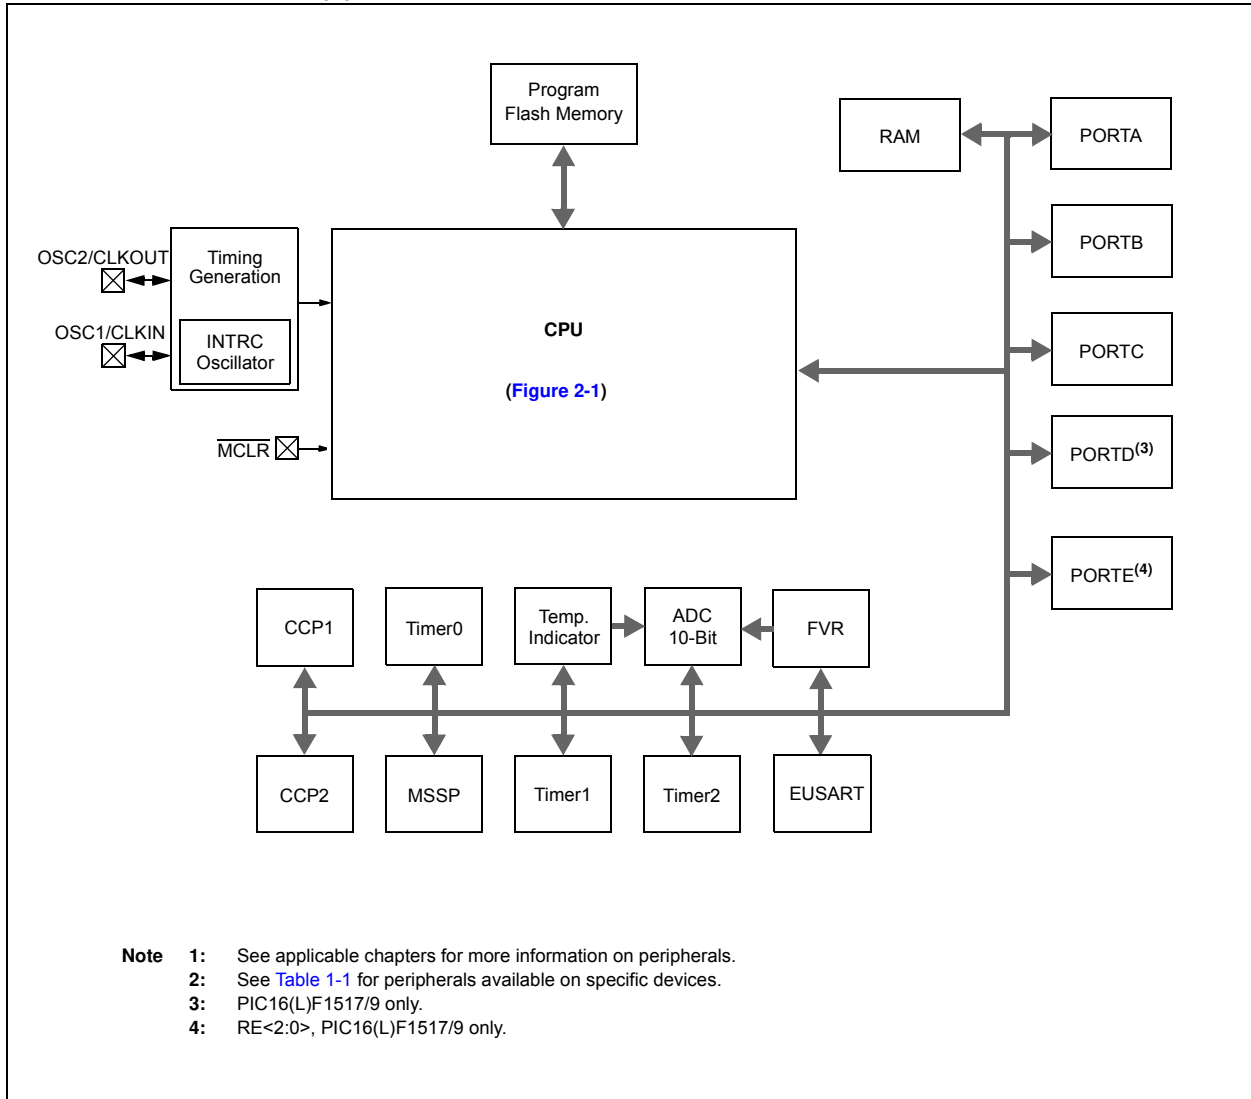 Program
Flash Memory
RAM
PORTA
OSC2/CLKOUT
Timing
Generation
PORTB
OSC1/CLKIN
INTRC
Oscillator
CPU
(Figure 2-1)
PORTC
MCLR
PORTD(3)
PORTE(4)
CCP1
Timer0
Temp.
Indicator
ADC
10-Bit
FVR
CCP2
MSSP
Timer1
Timer2
EUSART
Note 1: See applicable chapters for more information on peripherals.
2: See Table 1-1 for peripherals available on specific devices.
3: PIC16(L)F1517/9 only.
4: RE<2:0>, PIC16(L)F1517/9 only.